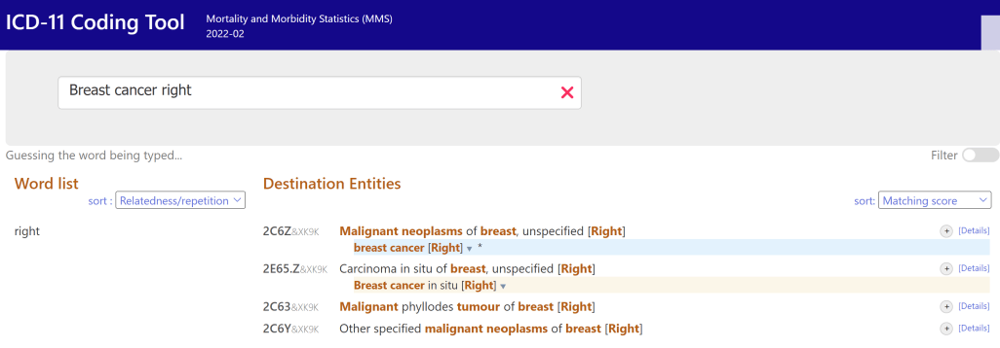 ICD-11 Coding Tool
Mortality and Morbidity Statistics (MMS)
2022-02
Breast cancer right
Guessing the word being typed...
Filter
Word list
sort : Relatedness/repetition
right
Destination Entities
sort: Matching score
2C6Z&XK9K Malignant neoplasms of breast, unspecified [Right] + [Details]
breast cancer [Right] ▾ *
2E65.Z&XK9K Carcinoma in situ of breast, unspecified [Right] + [Details]
Breast cancer in situ [Right] ▾
2C63&XK9K Malignant phyllodes tumour of breast [Right] + [Details]
2C6Y&XK9K Other specified malignant neoplasms of breast [Right] + [Details]